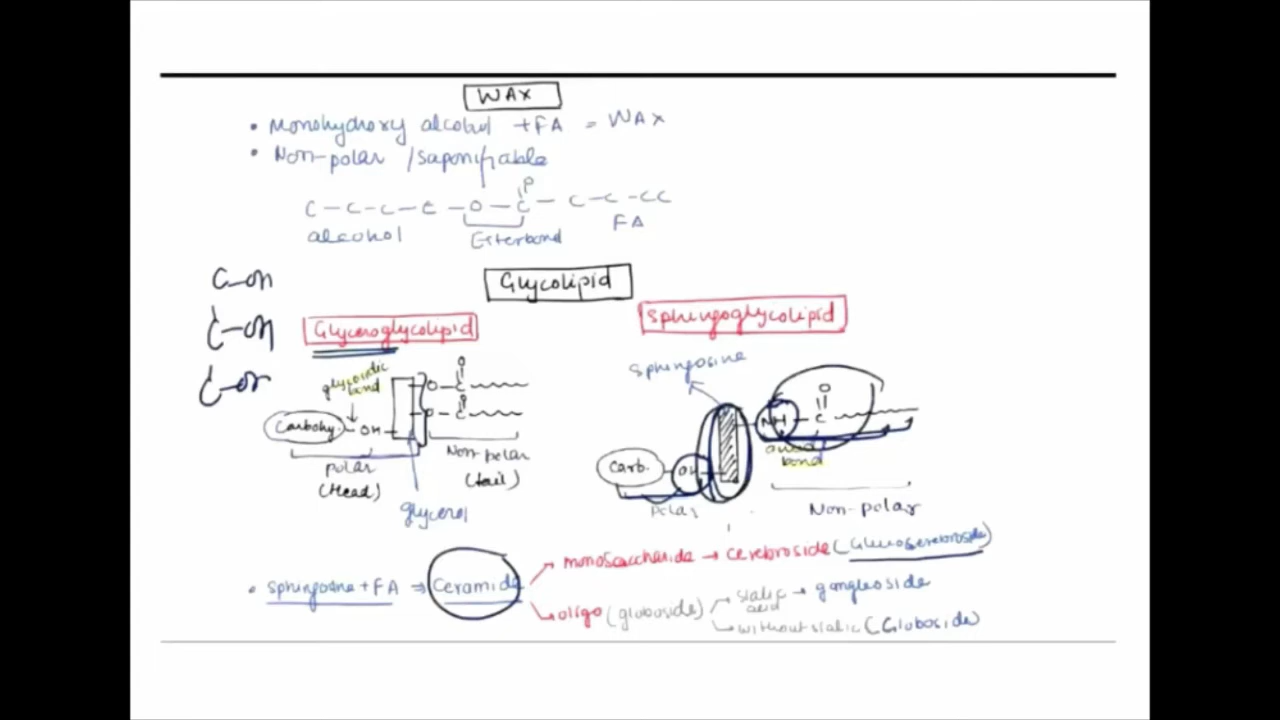 WAX
• Monohydroxy alcohol + FA = WAX
• Non-polar / saponifiable
P
C - C - C - C - O - C - C - C - CC
alcohol Esterbond FA
Glycolipid
C-OH
C-OH
C-OH
Glyceroglycolipid
glycosidic bond
O
O - C
P
O - C
Carbohy. OH
polar (Head)
Non-polar (tail)
glycerol
Sphingoglycolipid
Sphingosine
O
NH - C
amide bond
Carb. OH
Polar
Non-polar
• Sphingosine + FA ⇒ Ceramide
monosaccharide → cerebroside (Glucoserebroside)
oligo (globoside)
sialic acid → gangleoside
without sialic (Globoside)